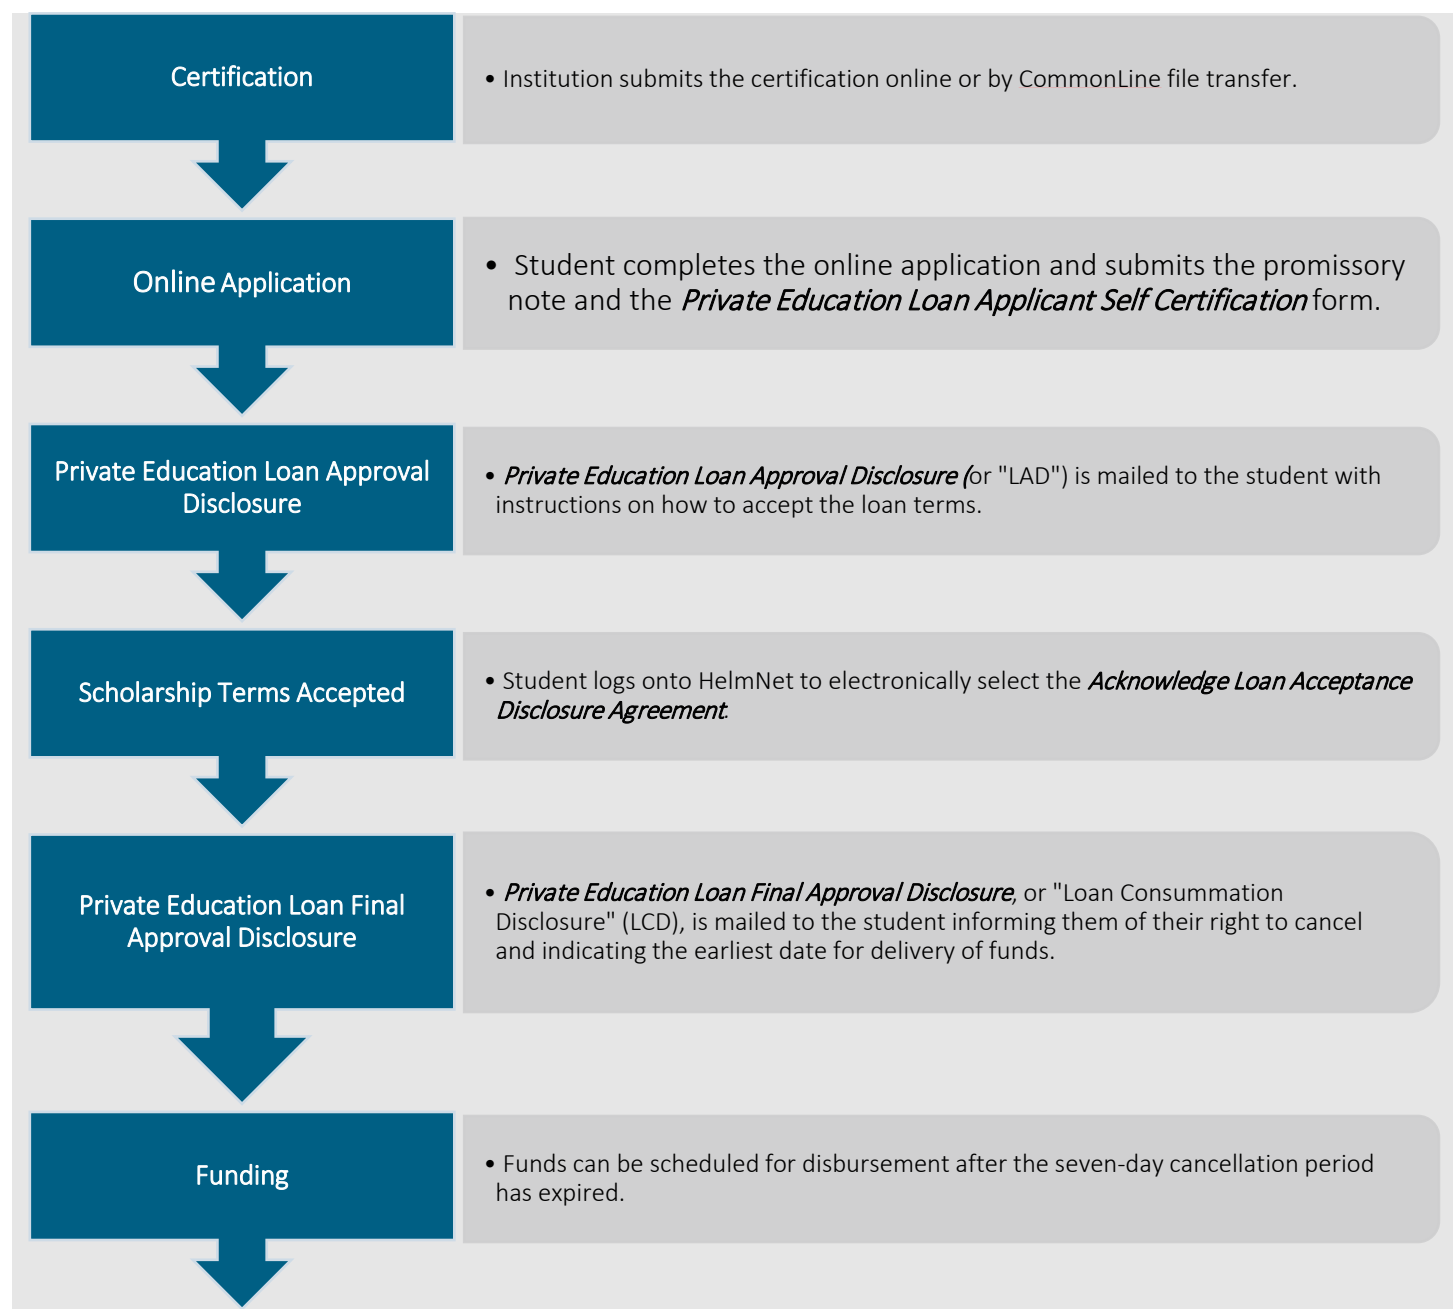 Certification
• Institution submits the certification online or by CommonLine file transfer.
Online Application
• Student completes the online application and submits the promissory
note and the Private Education Loan Applicant Self Certification form.
Private Education Loan Approval
Disclosure
• Private Education Loan Approval Disclosure (or "LAD") is mailed to the student with
instructions on how to accept the loan terms.
Scholarship Terms Accepted
• Student logs onto HelmNet to electronically select the Acknowledge Loan Acceptance
Disclosure Agreement.
Private Education Loan Final
Approval Disclosure
• Private Education Loan Final Approval Disclosure, or "Loan Consummation
Disclosure" (LCD), is mailed to the student informing them of their right to cancel
and indicating the earliest date for delivery of funds.
Funding
• Funds can be scheduled for disbursement after the seven-day cancellation period
has expired.